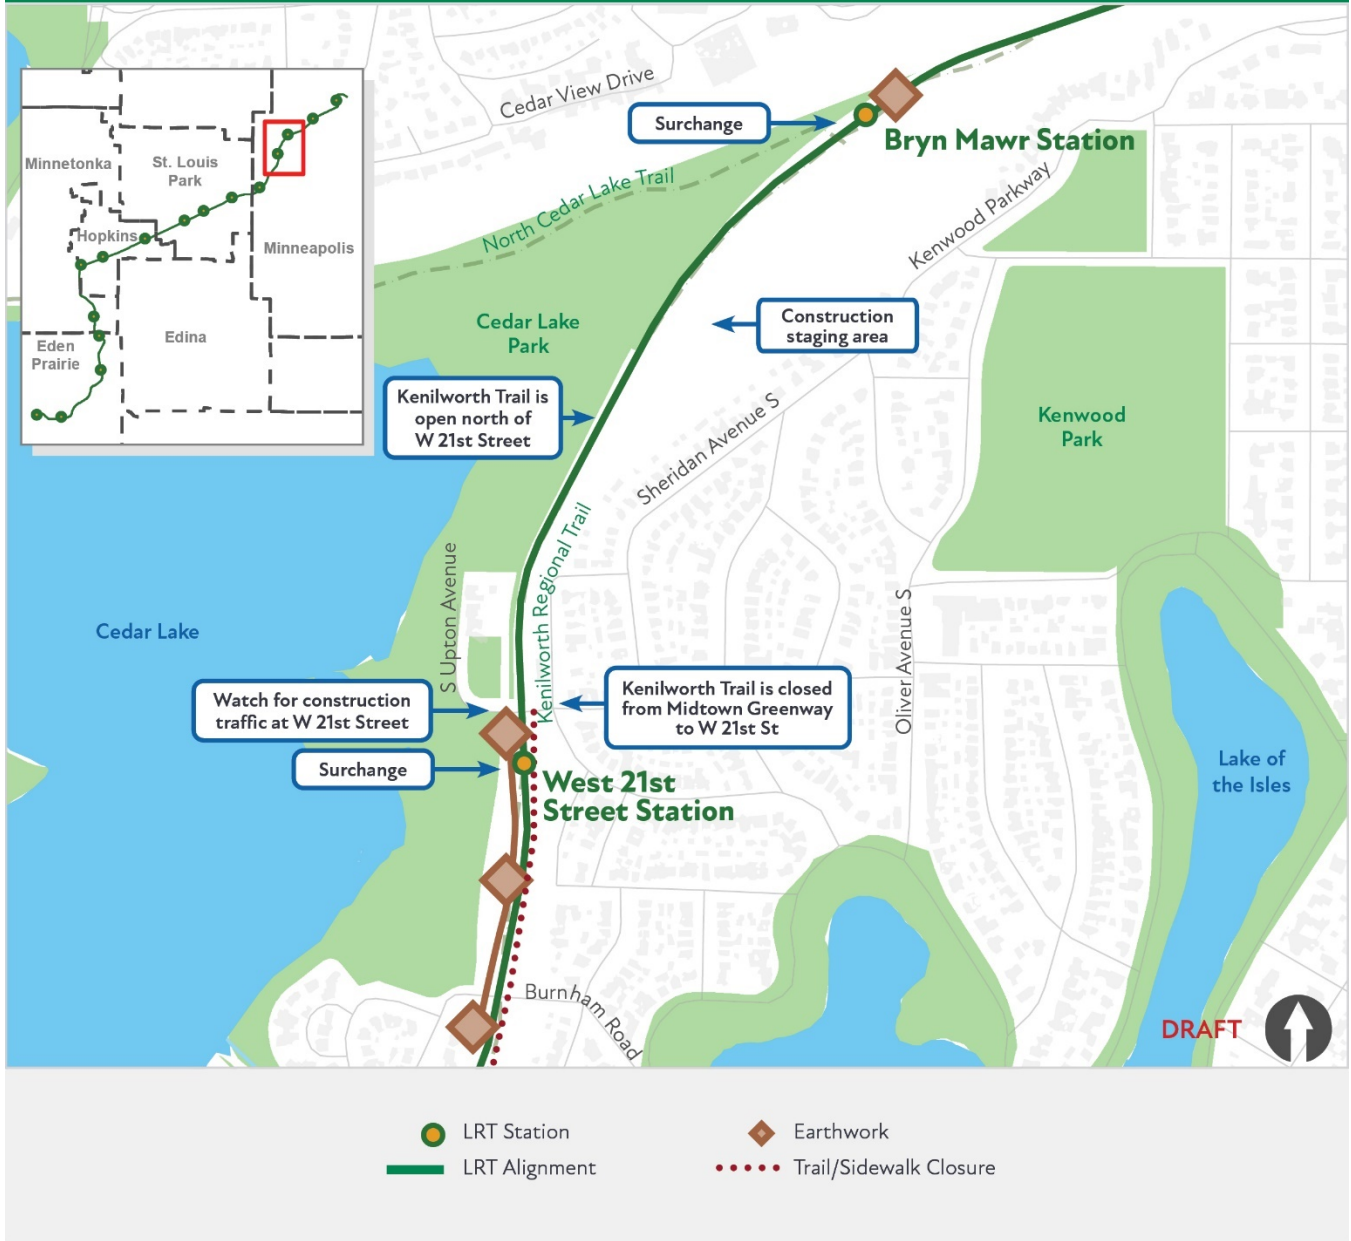 Minnetonka
St. Louis
Park
Hopkins
Minneapolis
Eden
Prairie
Edina
Cedar View Drive
Surchange
Bryn Mawr Station
North Cedar Lake Trail
Kenwood Parkway
Cedar Lake
Park
Construction
staging area
Kenilworth Trail is
open north of
W 21st Street
Sheridan Avenue S
Kenwood
Park
Kenilworth Regional Trail
S Upton Avenue
Oliver Avenue S
Cedar Lake
Watch for construction
traffic at W 21st Street
Kenilworth Trail is closed
from Midtown Greenway
to W 21st St
Surchange
West 21st
Street Station
Lake of
the Isles
Burnham Road
DRAFT
LRT Station
Earthwork
LRT Alignment
Trail/Sidewalk Closure